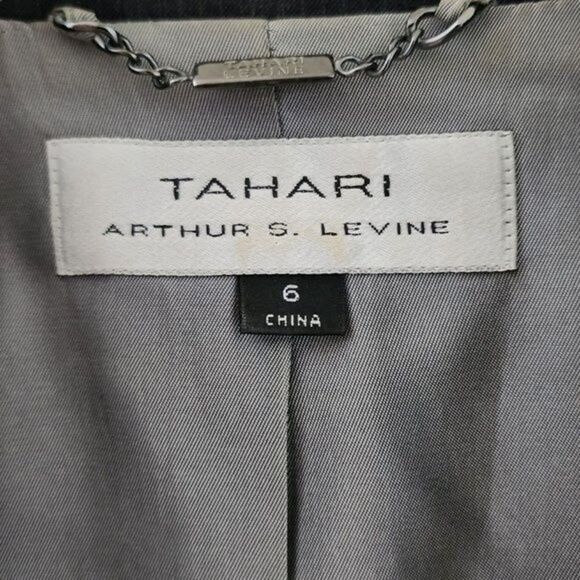 TAHARI
LEVINE
TAHARI
ARTHUR S. LEVINE
6
CHINA